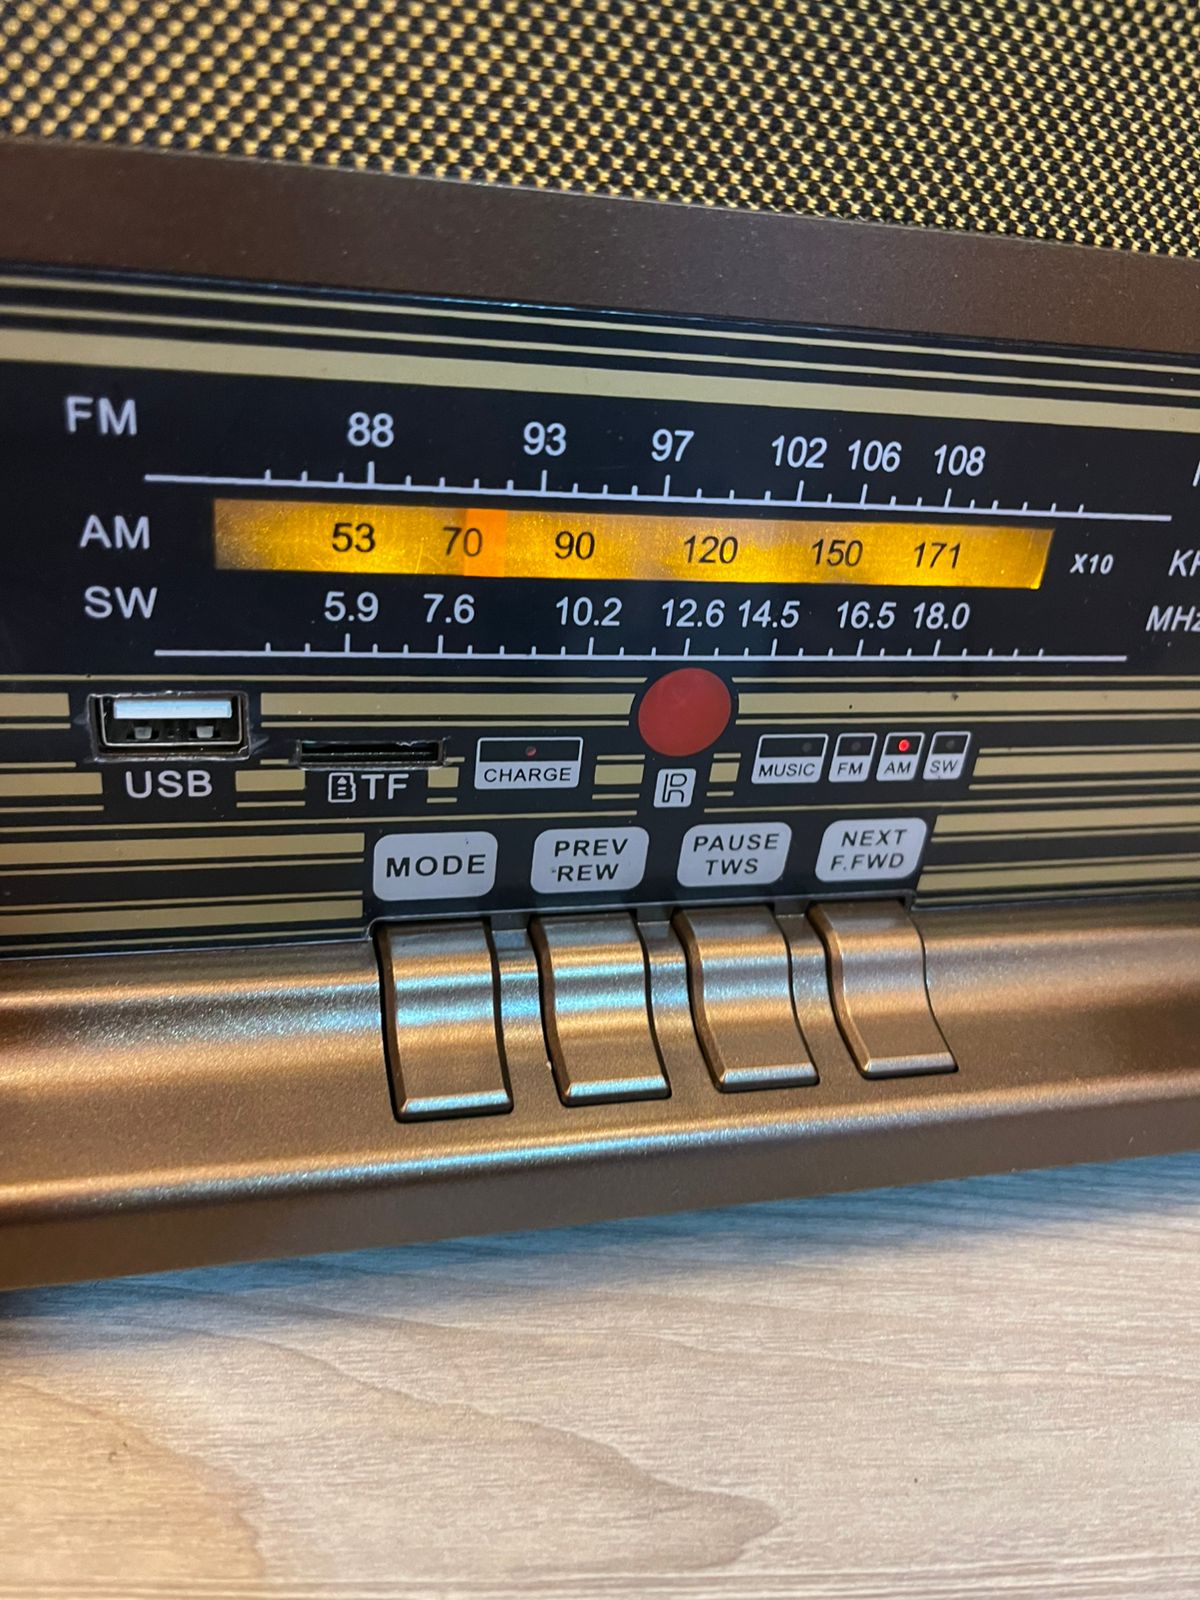 FM 88 93 97 102 106 108
AM 53 70 90 120 150 171 X10
SW 5.9 7.6 10.2 12.6 14.5 16.5 18.0 MHz
USB
TF
CHARGE
MUSIC FM AM SW
MODE
PREV
REW
PAUSE
TWS
NEXT
F.FWD